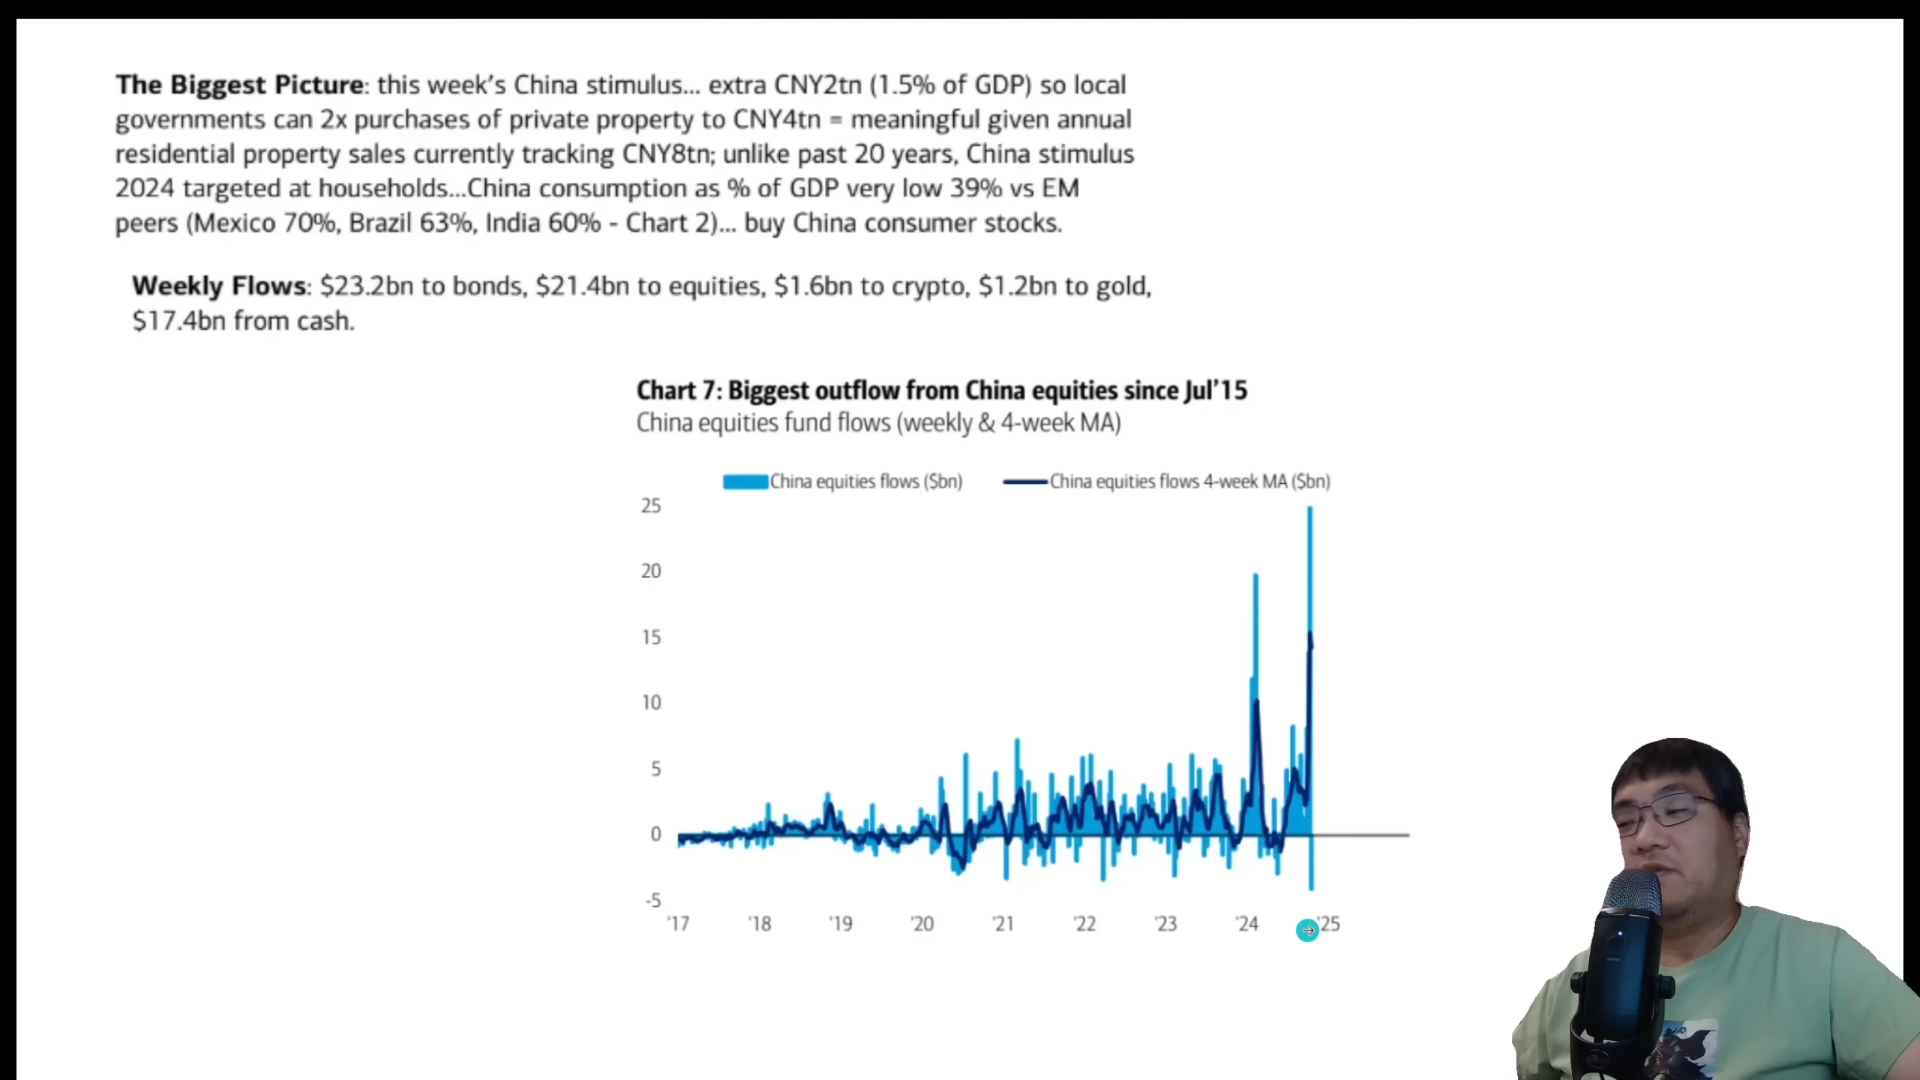 The Biggest Picture: this week's China stimulus... extra CNY2tn (1.5% of GDP) so local
governments can 2x purchases of private property to CNY4tn = meaningful given annual
residential property sales currently tracking CNY8tn; unlike past 20 years, China stimulus
2024 targeted at households...China consumption as % of GDP very low 39% vs EM
peers (Mexico 70%, Brazil 63%, India 60% - Chart 2)... buy China consumer stocks.
Weekly Flows: $23.2bn to bonds, $21.4bn to equities, $1.6bn to crypto, $1.2bn to gold,
$17.4bn from cash.
Chart 7: Biggest outflow from China equities since Jul'15
China equities fund flows (weekly & 4-week MA)
China equities flows ($bn) China equities flows 4-week MA ($bn)
25
20
15
10
5
0
-5
'17 '18 '19 '20 '21 '22 '23 '24 '25